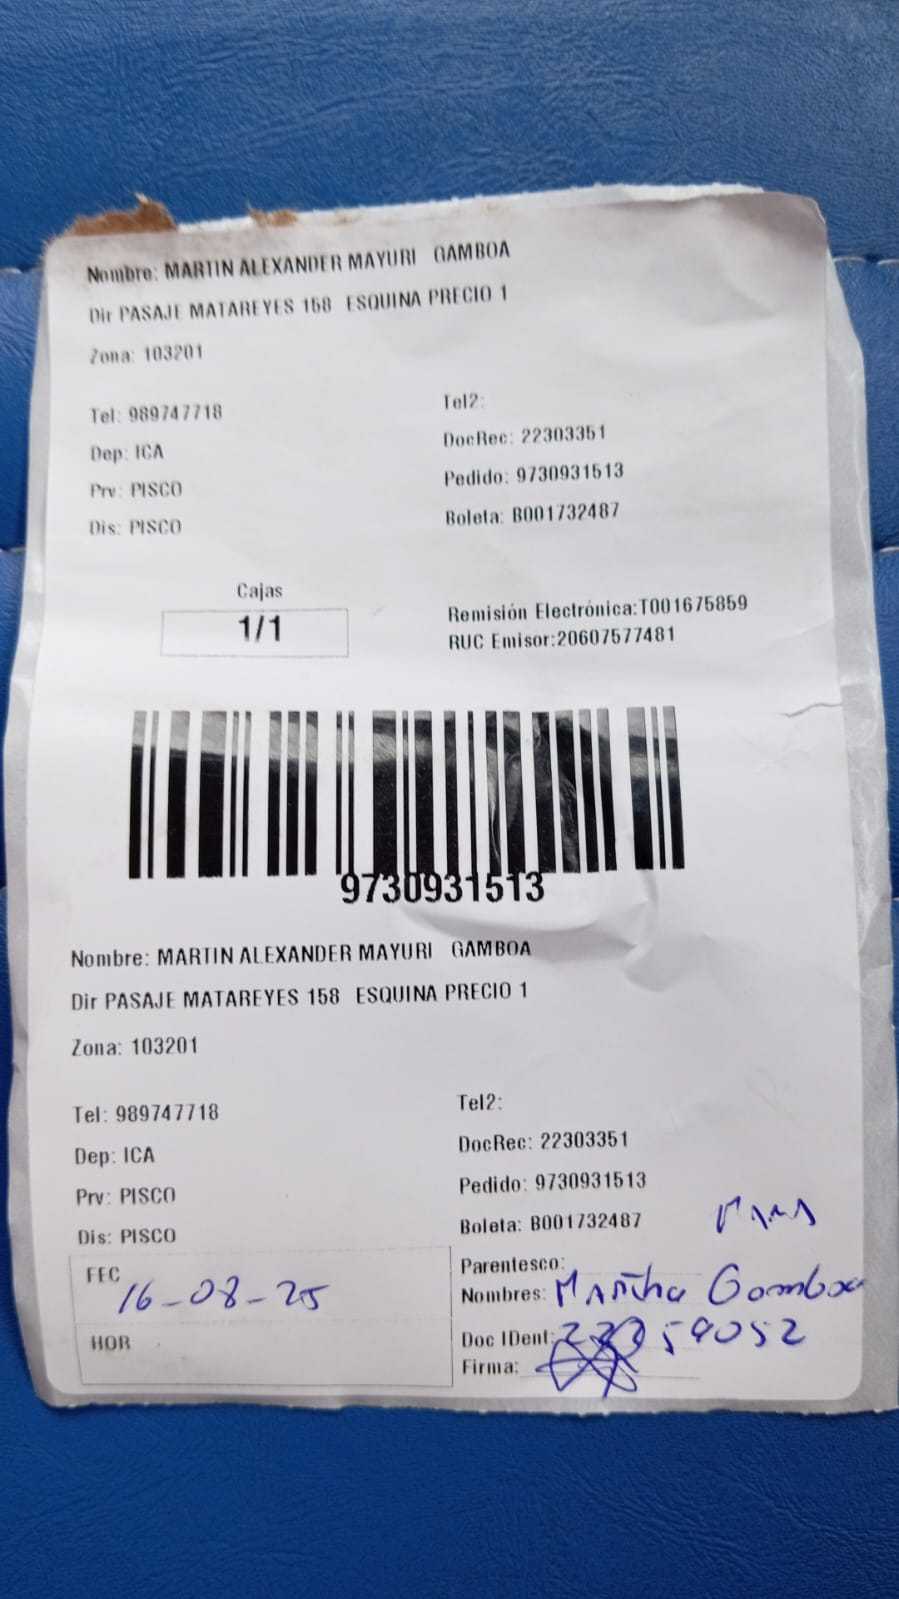 Nombre: MARTIN ALEXANDER MAYURI GAMBOA
Dir PASAJE MATAREYES 158 ESQUINA PRECIO 1
Zona: 103201
Tel: 989747718
Tel2:
Dep: ICA
DocRec: 22303351
Prv: PISCO
Pedido: 9730931513
Dis: PISCO
Boleta: B001732487
Cajas
1/1
Remisión Electrónica:T001675859
RUC Emisor:20607577481
9730931513
Nombre: MARTIN ALEXANDER MAYURI GAMBOA
Dir PASAJE MATAREYES 158 ESQUINA PRECIO 1
Zona: 103201
Tel: 989747718
Tel2:
Dep: ICA
DocRec: 22303351
Prv: PISCO
Pedido: 9730931513
Dis: PISCO
Boleta: B001732487
FEC 16-08-25
Parentesco:
Nombres: Martha Gamboa
HOR
Doc IDent:
Firma: